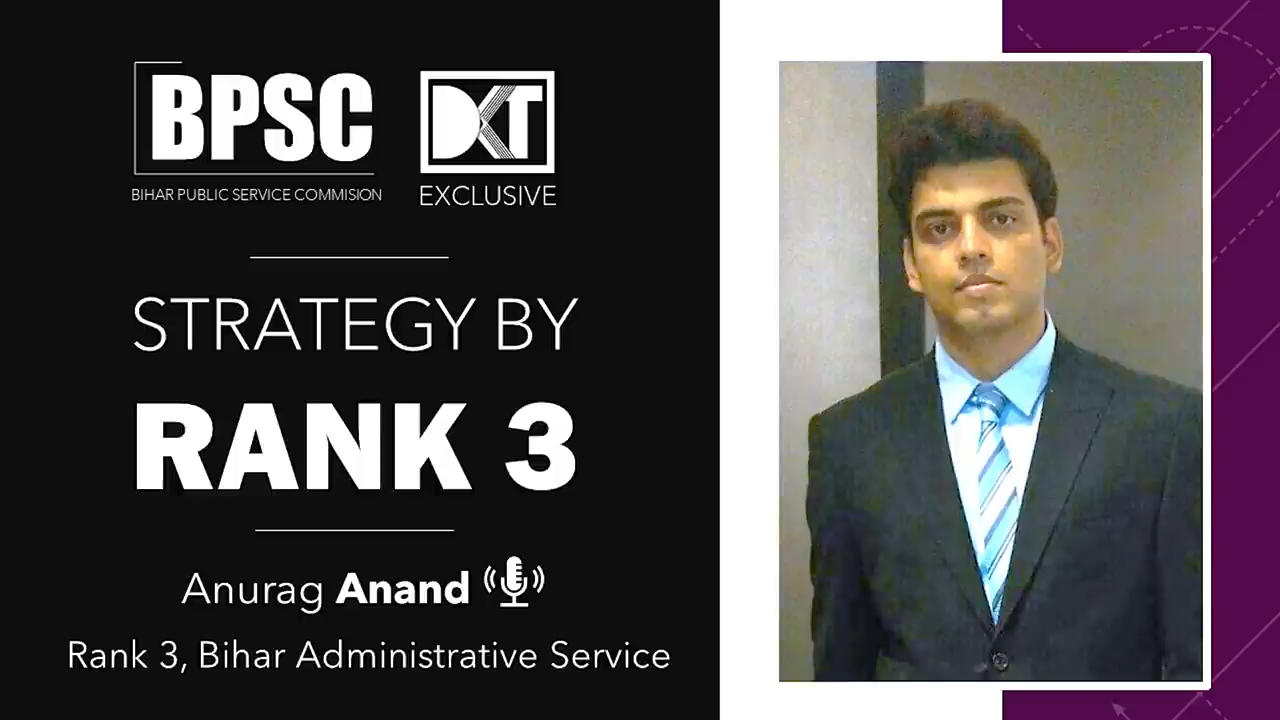 BPSC
BIHAR PUBLIC SERVICE COMMISION
DKT
EXCLUSIVE
STRATEGY BY
RANK 3
Anurag Anand
Rank 3, Bihar Administrative Service